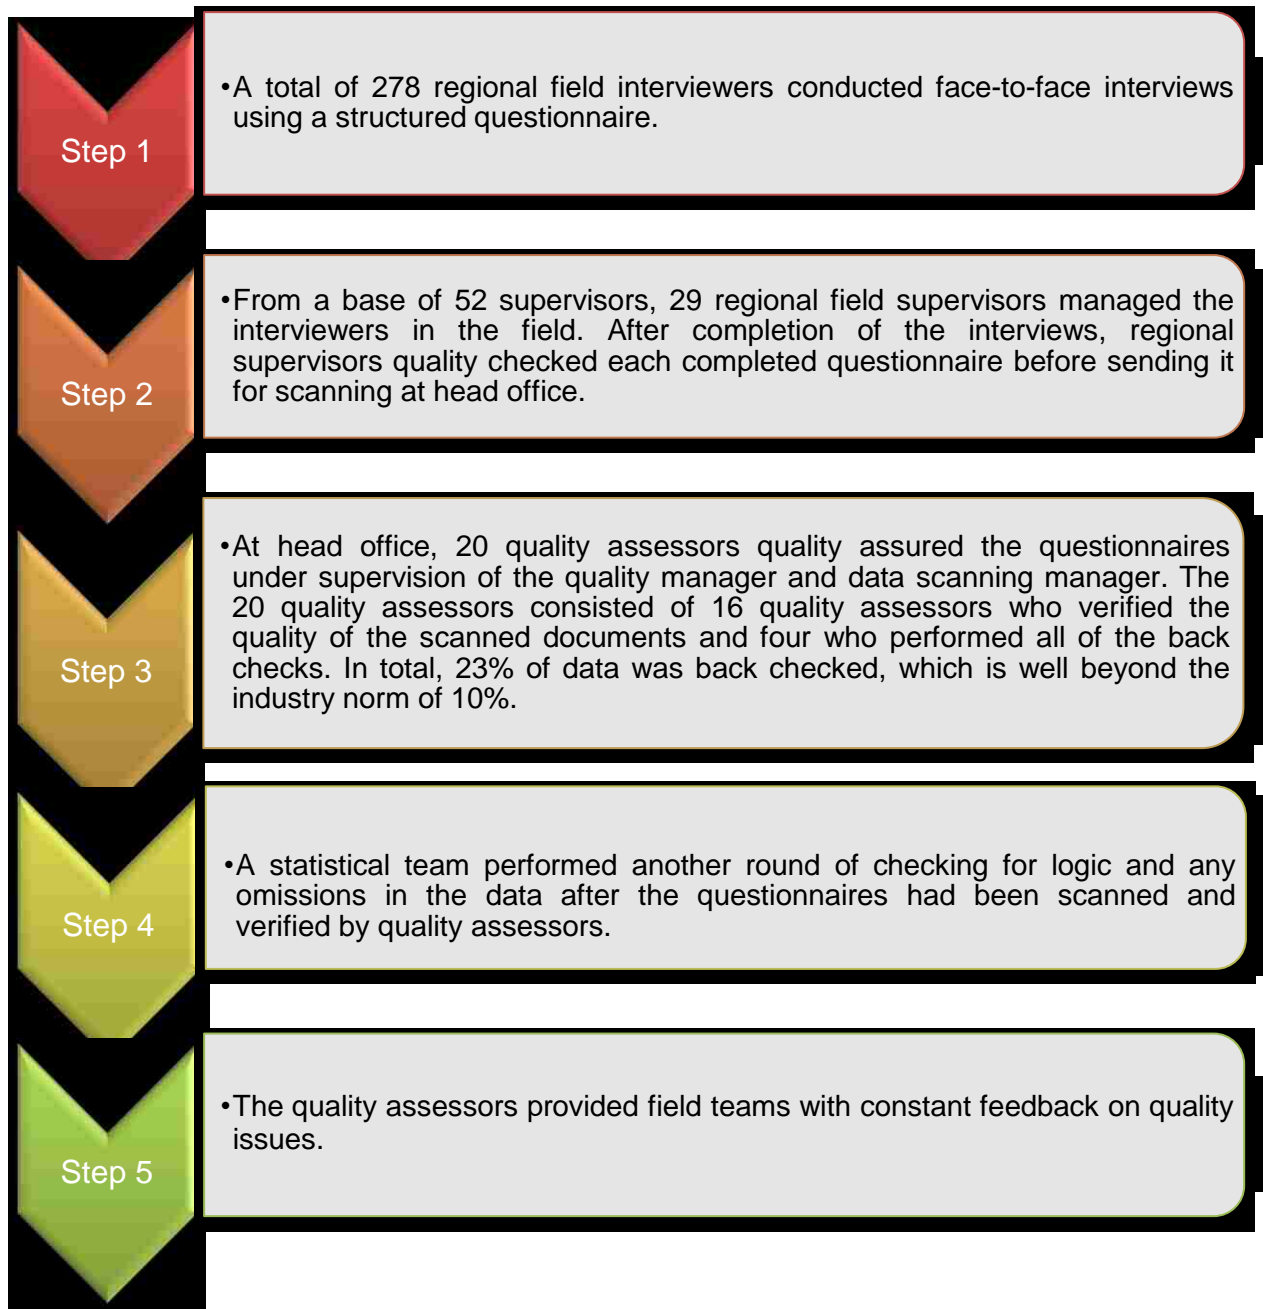 Step 1
•A total of 278 regional field interviewers conducted face-to-face interviews
using a structured questionnaire.
Step 2
•From a base of 52 supervisors, 29 regional field supervisors managed the
interviewers in the field. After completion of the interviews, regional
supervisors quality checked each completed questionnaire before sending it
for scanning at head office.
Step 3
•At head office, 20 quality assessors quality assured the questionnaires
under supervision of the quality manager and data scanning manager. The
20 quality assessors consisted of 16 quality assessors who verified the
quality of the scanned documents and four who performed all of the back
checks. In total, 23% of data was back checked, which is well beyond the
industry norm of 10%.
Step 4
•A statistical team performed another round of checking for logic and any
omissions in the data after the questionnaires had been scanned and
verified by quality assessors.
Step 5
•The quality assessors provided field teams with constant feedback on quality
issues.